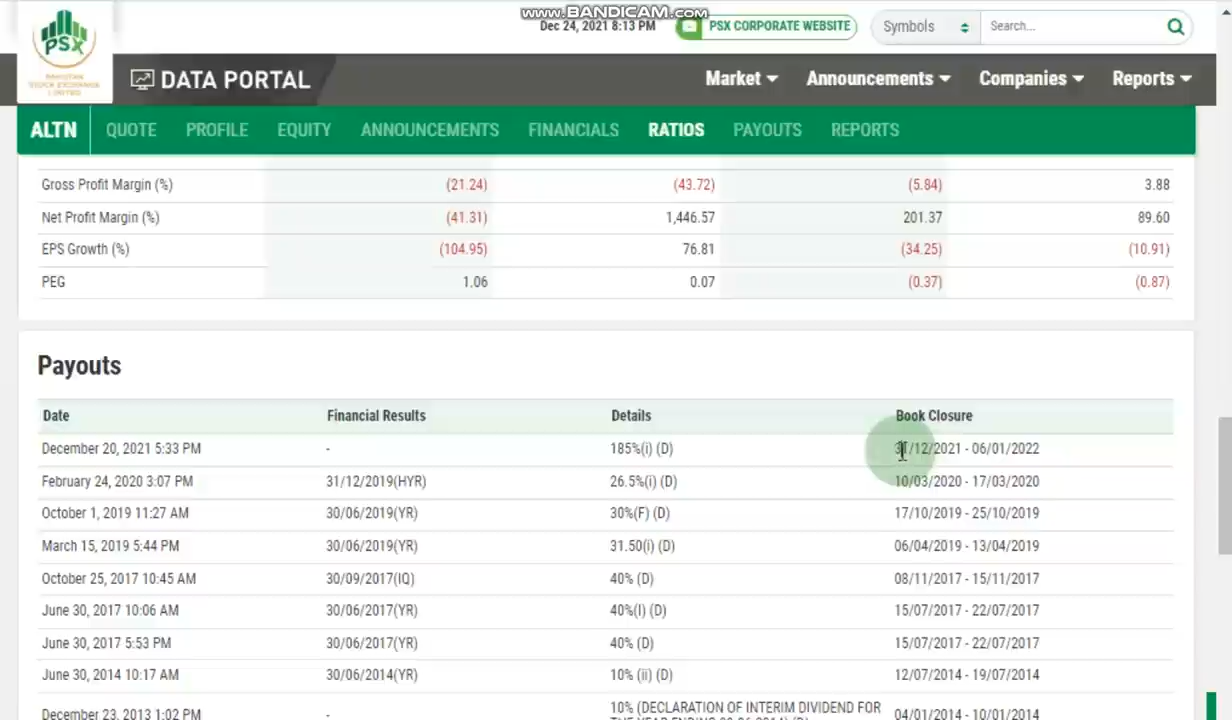 www.BANDICAM.com
Dec 24, 2021 8:13 PM
PSX CORPORATE WEBSITE
Symbols
Search...
PSX
PAKISTAN
STOCK EXCHANGE
LIMITED
DATA PORTAL
Market
Announcements
Companies
Reports
ALTN QUOTE PROFILE EQUITY ANNOUNCEMENTS FINANCIALS RATIOS PAYOUTS REPORTS
Gross Profit Margin (%) (21.24) (43.72) (5.84) 3.88
Net Profit Margin (%) (41.31) 1,446.57 201.37 89.60
EPS Growth (%) (104.95) 76.81 (34.25) (10.91)
PEG 1.06 0.07 (0.37) (0.87)
Payouts
Date Financial Results Details Book Closure
December 20, 2021 5:33 PM - 185%(i) (D) 31/12/2021 - 06/01/2022
February 24, 2020 3:07 PM 31/12/2019(HYR) 26.5%(i) (D) 10/03/2020 - 17/03/2020
October 1, 2019 11:27 AM 30/06/2019(YR) 30%(F) (D) 17/10/2019 - 25/10/2019
March 15, 2019 5:44 PM 30/06/2019(YR) 31.50(i) (D) 06/04/2019 - 13/04/2019
October 25, 2017 10:45 AM 30/09/2017(IQ) 40% (D) 08/11/2017 - 15/11/2017
June 30, 2017 10:06 AM 30/06/2017(YR) 40%(I) (D) 15/07/2017 - 22/07/2017
June 30, 2017 5:53 PM 30/06/2017(YR) 40% (D) 15/07/2017 - 22/07/2017
June 30, 2014 10:17 AM 30/06/2014(YR) 10% (ii) (D) 12/07/2014 - 19/07/2014
December 23, 2013 1:02 PM - 10% (DECLARATION OF INTERIM DIVIDEND FOR 04/01/2014 - 10/01/2014